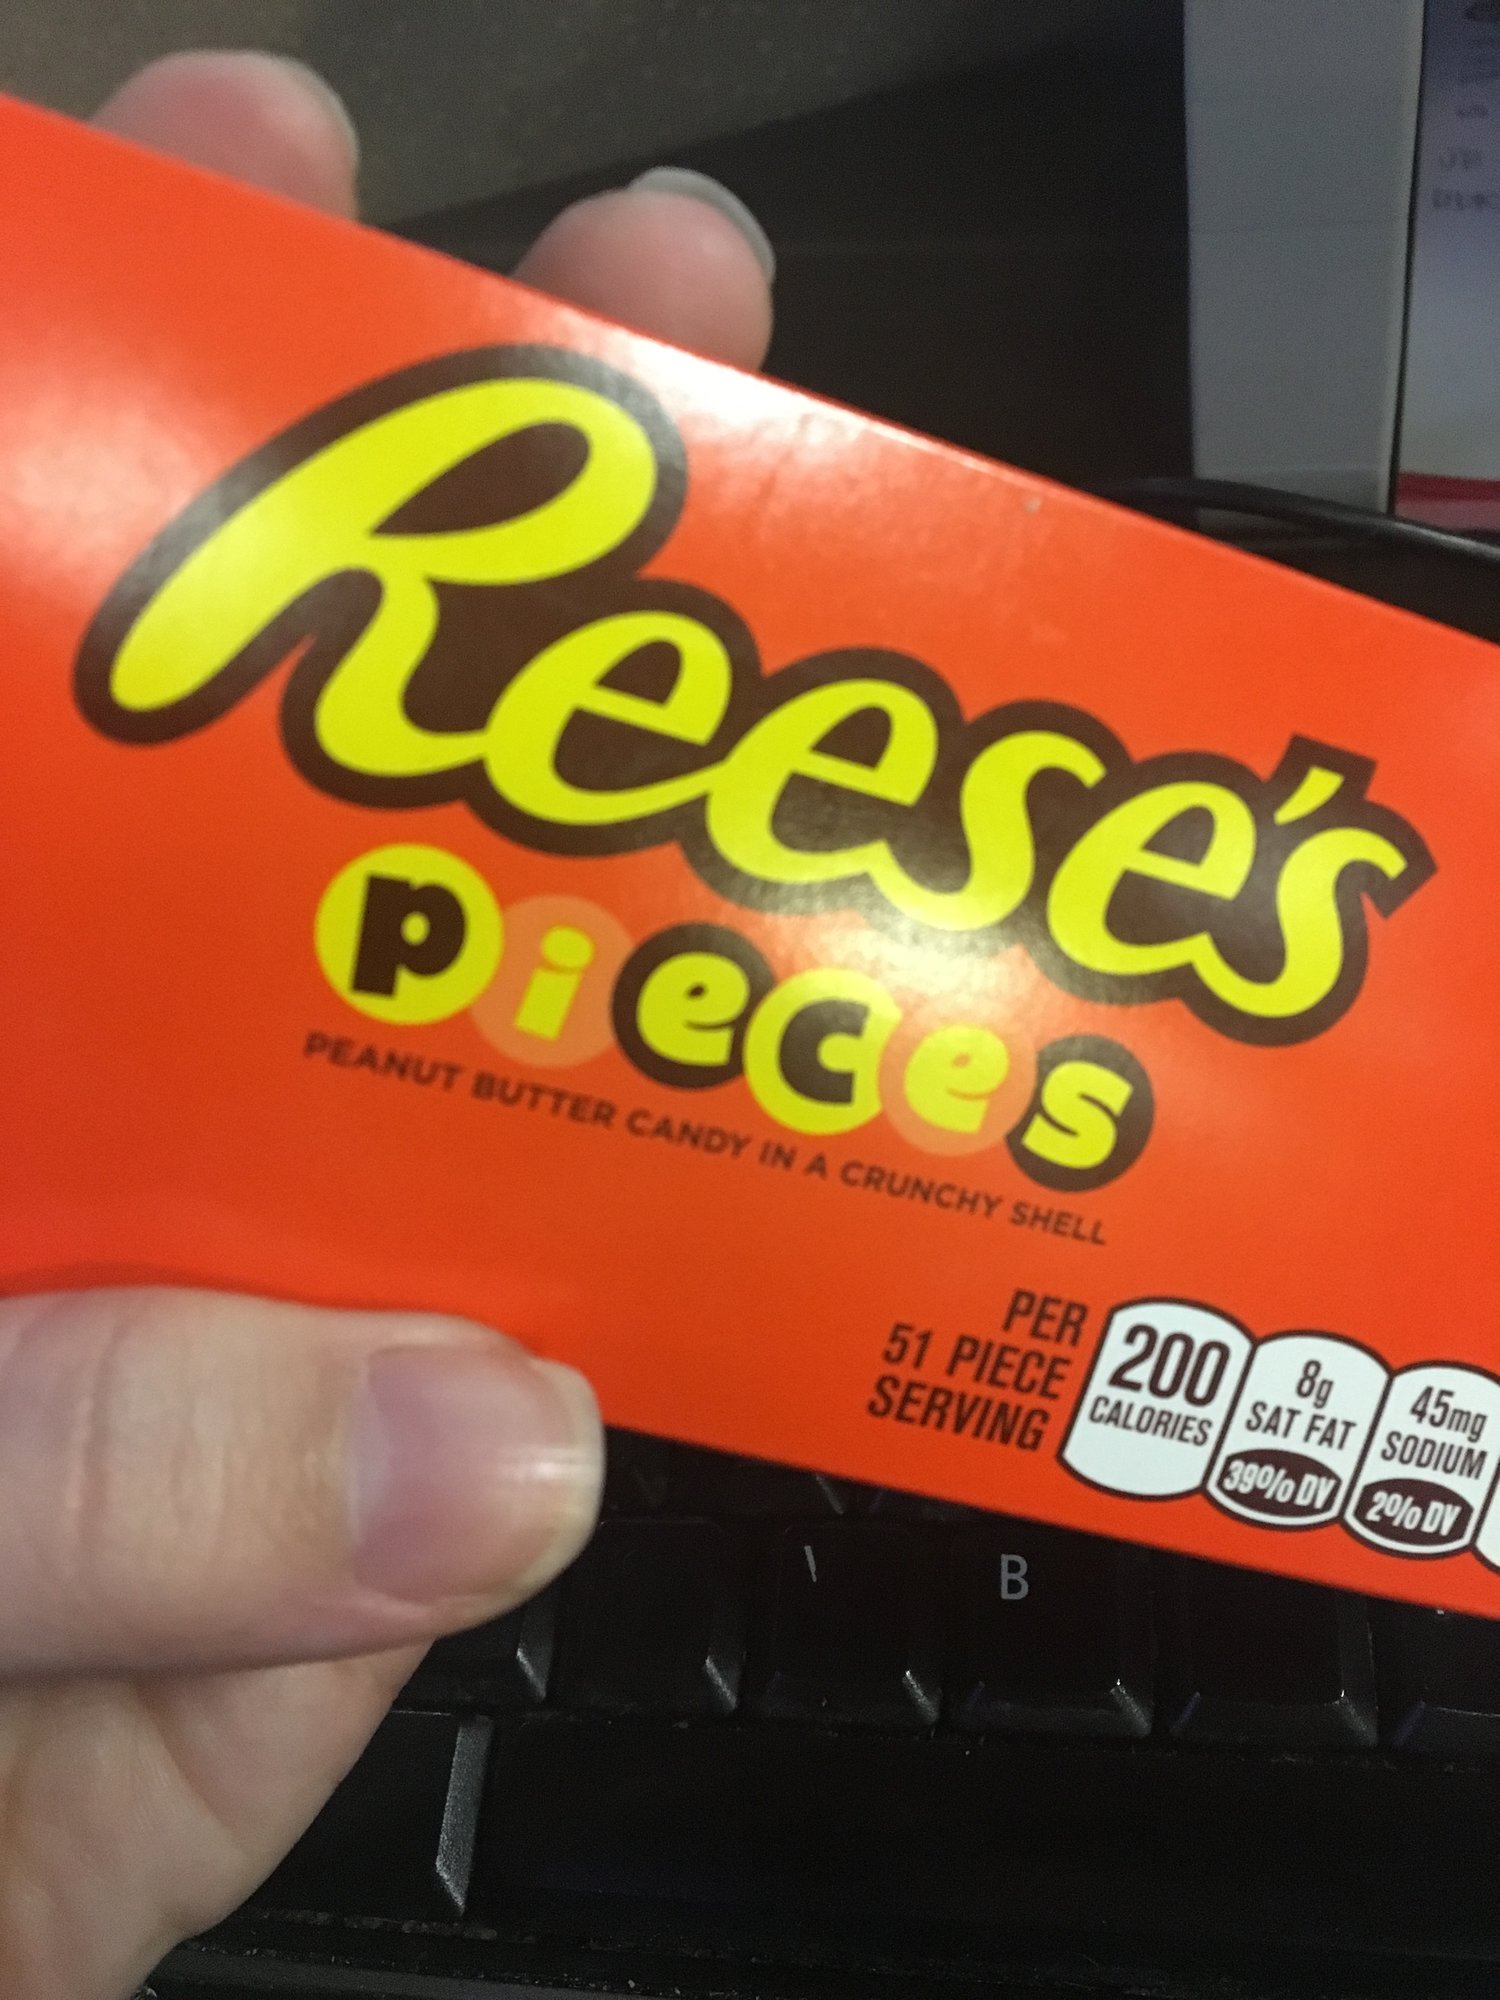 Reese's
pieces
PEANUT BUTTER CANDY IN A CRUNCHY SHELL
PER
51 PIECE
SERVING
200
CALORIES
8g
SAT FAT
39% DV
45mg
SODIUM
2% DV
B